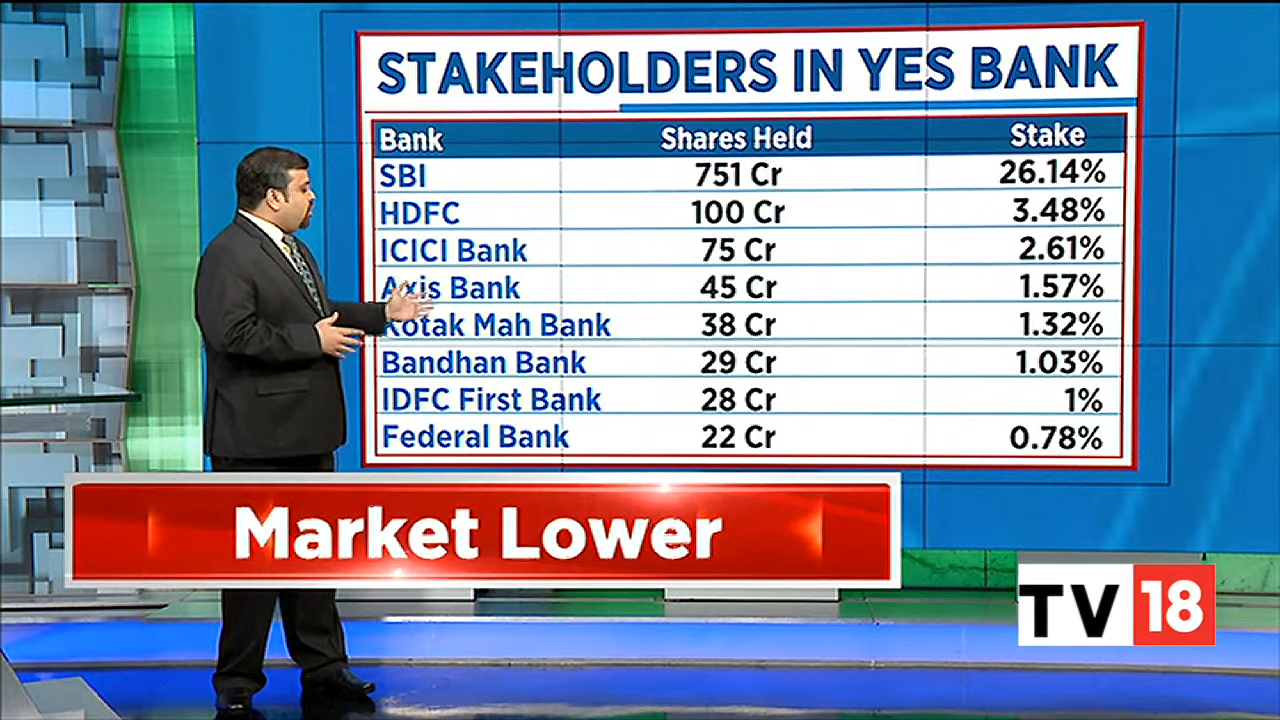 STAKEHOLDERS IN YES BANK
Bank Shares Held Stake
SBI 751 Cr 26.14%
HDFC 100 Cr 3.48%
ICICI Bank 75 Cr 2.61%
Axis Bank 45 Cr 1.57%
Kotak Mah Bank 38 Cr 1.32%
Bandhan Bank 29 Cr 1.03%
IDFC First Bank 28 Cr 1%
Federal Bank 22 Cr 0.78%
Market Lower
TV 18